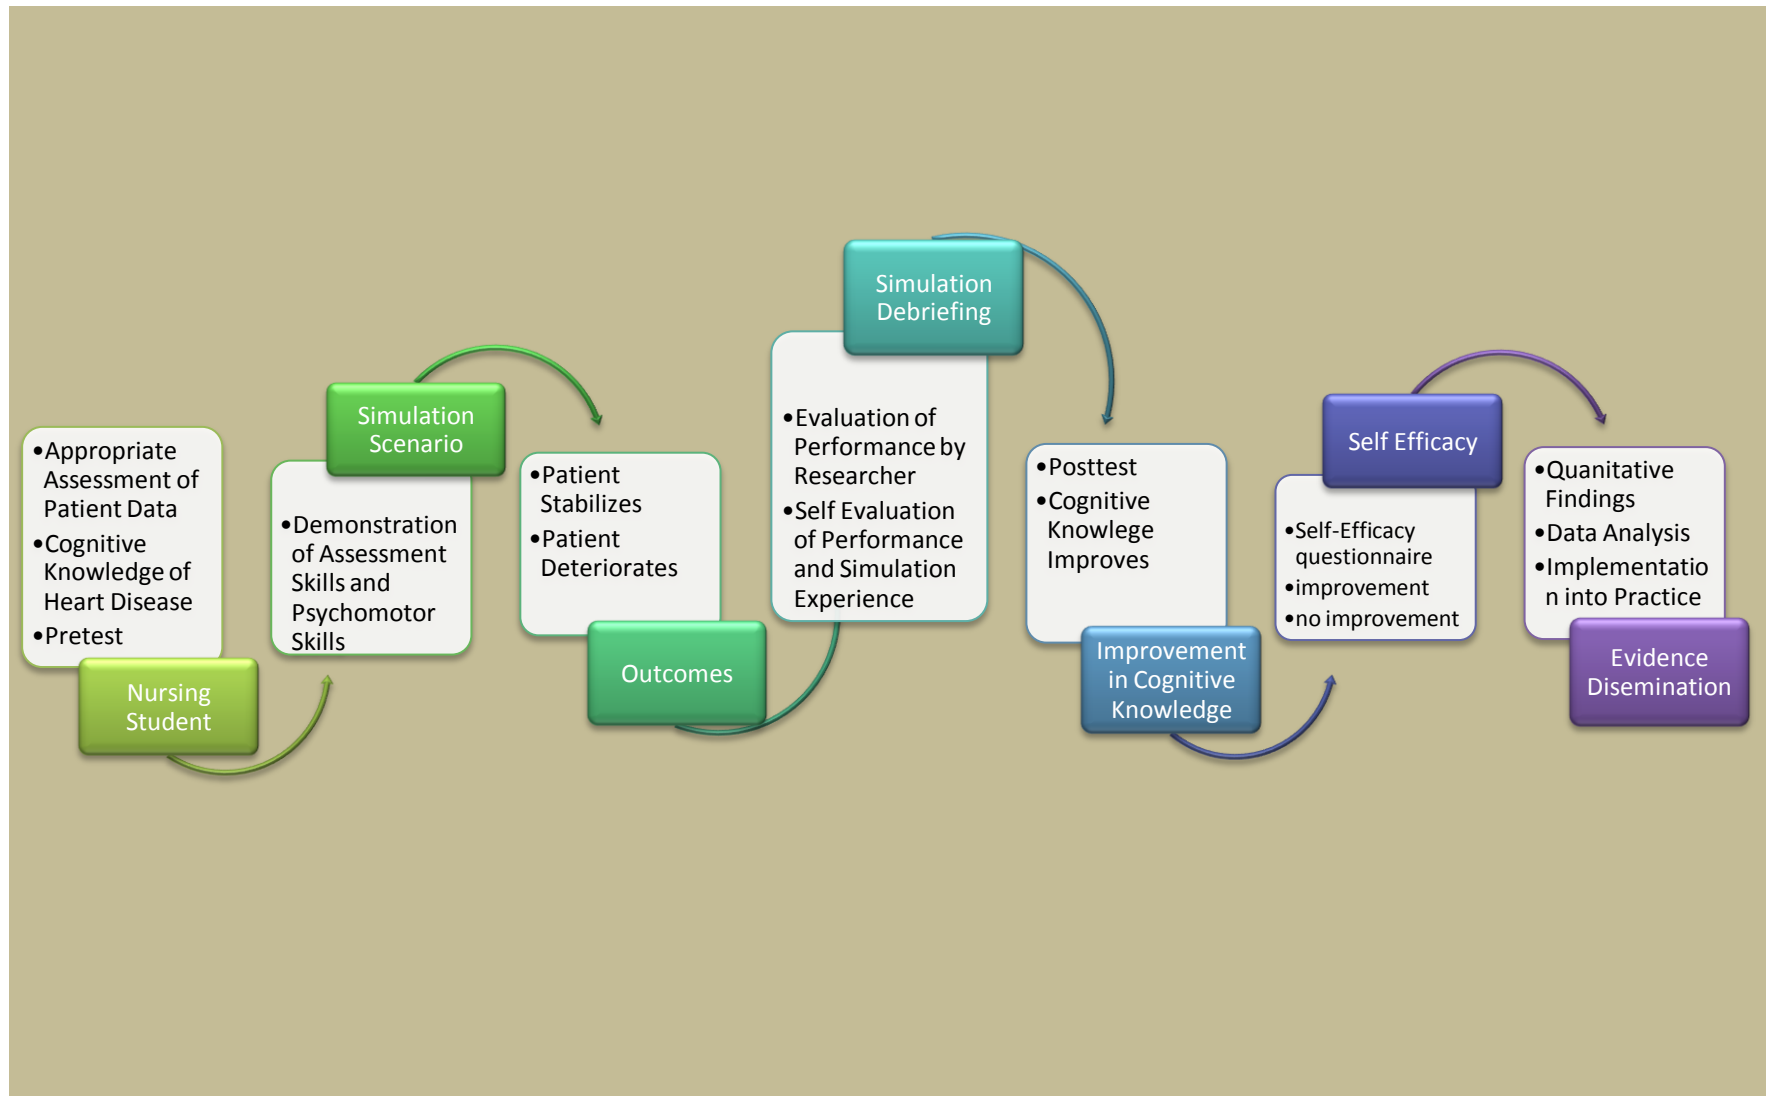 •Appropriate
Assessment of
Patient Data
•Cognitive
Knowledge of
Heart Disease
•Pretest
Nursing
Student
Simulation
Scenario
•Demonstration
of Assessment
Skills and
Psychomotor
Skills
•Patient
Stabilizes
•Patient
Deteriorates
Outcomes
Simulation
Debriefing
•Evaluation of
Performance by
Researcher
•Self Evaluation
of Performance
and Simulation
Experience
•Posttest
•Cognitive
Knowlege
Improves
Improvement
in Cognitive
Knowledge
Self Efficacy
•Self-Efficacy
questionnaire
•improvement
•no improvement
•Quanitative
Findings
•Data Analysis
•Implementatio
n into Practice
Evidence
Disemination